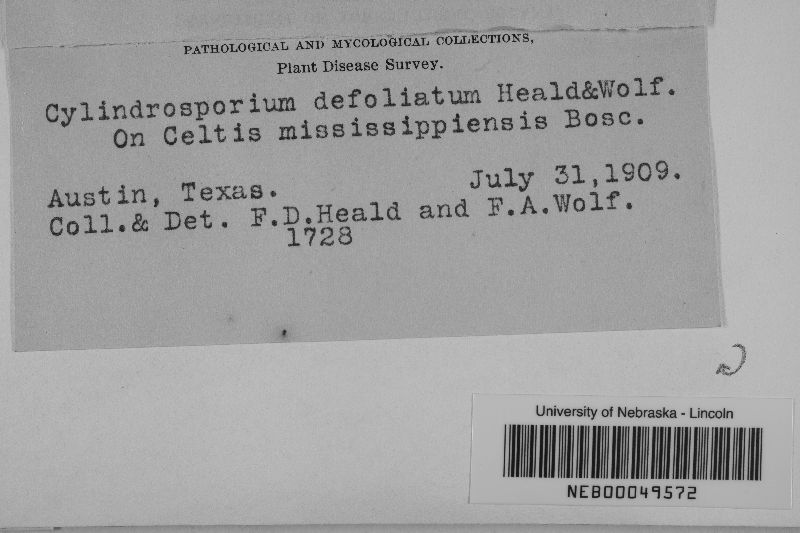 PATHOLOGICAL AND MYCOLOGICAL COLLECTIONS,
Plant Disease Survey.
Cylindrosporium defoliatum Heald&Wolf.
On Celtis mississippiensis Bosc.
Austin, Texas. July 31,1909.
Coll.& Det. F.D.Heald and F.A.Wolf.
1728
University of Nebraska - Lincoln
NEB00049572